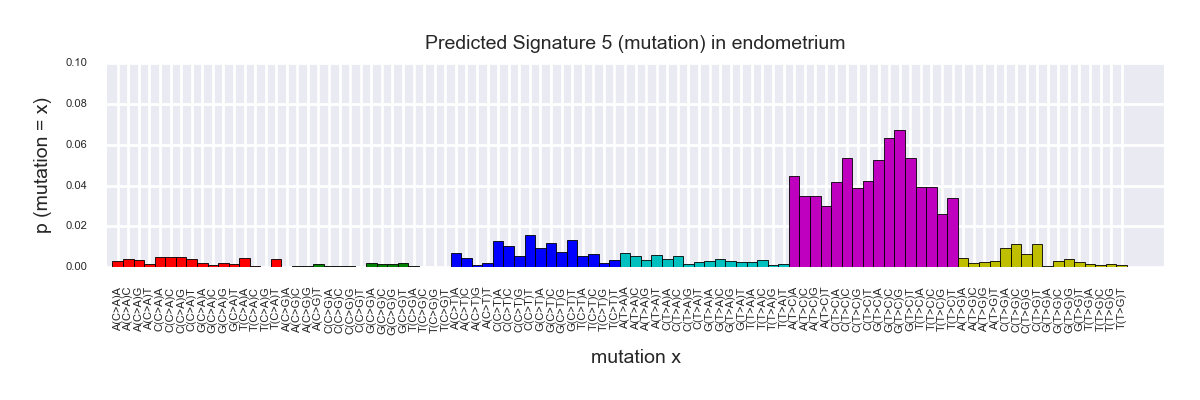 Predicted Signature 5 (mutation) in endometrium
p (mutation = x)
0.10
0.08
0.06
0.04
0.02
0.00
A(C>A)A
A(C>A)C
A(C>A)G
A(C>A)T
C(C>A)A
C(C>A)C
C(C>A)G
C(C>A)T
G(C>A)A
G(C>A)C
G(C>A)G
G(C>A)T
T(C>A)A
T(C>A)C
T(C>A)G
T(C>A)T
A(C>G)A
A(C>G)C
A(C>G)G
A(C>G)T
C(C>G)A
C(C>G)C
C(C>G)G
C(C>G)T
G(C>G)A
G(C>G)C
G(C>G)G
G(C>G)T
T(C>G)A
T(C>G)C
T(C>G)G
T(C>G)T
A(C>T)A
A(C>T)C
A(C>T)G
A(C>T)T
C(C>T)A
C(C>T)C
C(C>T)G
C(C>T)T
G(C>T)A
G(C>T)C
G(C>T)G
G(C>T)T
T(C>T)A
T(C>T)C
T(C>T)G
T(C>T)T
A(T>A)A
A(T>A)C
A(T>A)G
A(T>A)T
C(T>A)A
C(T>A)C
C(T>A)G
C(T>A)T
G(T>A)A
G(T>A)C
G(T>A)G
G(T>A)T
T(T>A)A
T(T>A)C
T(T>A)G
T(T>A)T
A(T>C)A
A(T>C)C
A(T>C)G
A(T>C)T
C(T>C)A
C(T>C)C
C(T>C)G
C(T>C)T
G(T>C)A
G(T>C)C
G(T>C)G
G(T>C)T
T(T>C)A
T(T>C)C
T(T>C)G
T(T>C)T
A(T>G)A
A(T>G)C
A(T>G)G
A(T>G)T
C(T>G)A
C(T>G)C
C(T>G)G
C(T>G)T
G(T>G)A
G(T>G)C
G(T>G)G
G(T>G)T
T(T>G)A
T(T>G)C
T(T>G)G
T(T>G)T
mutation x